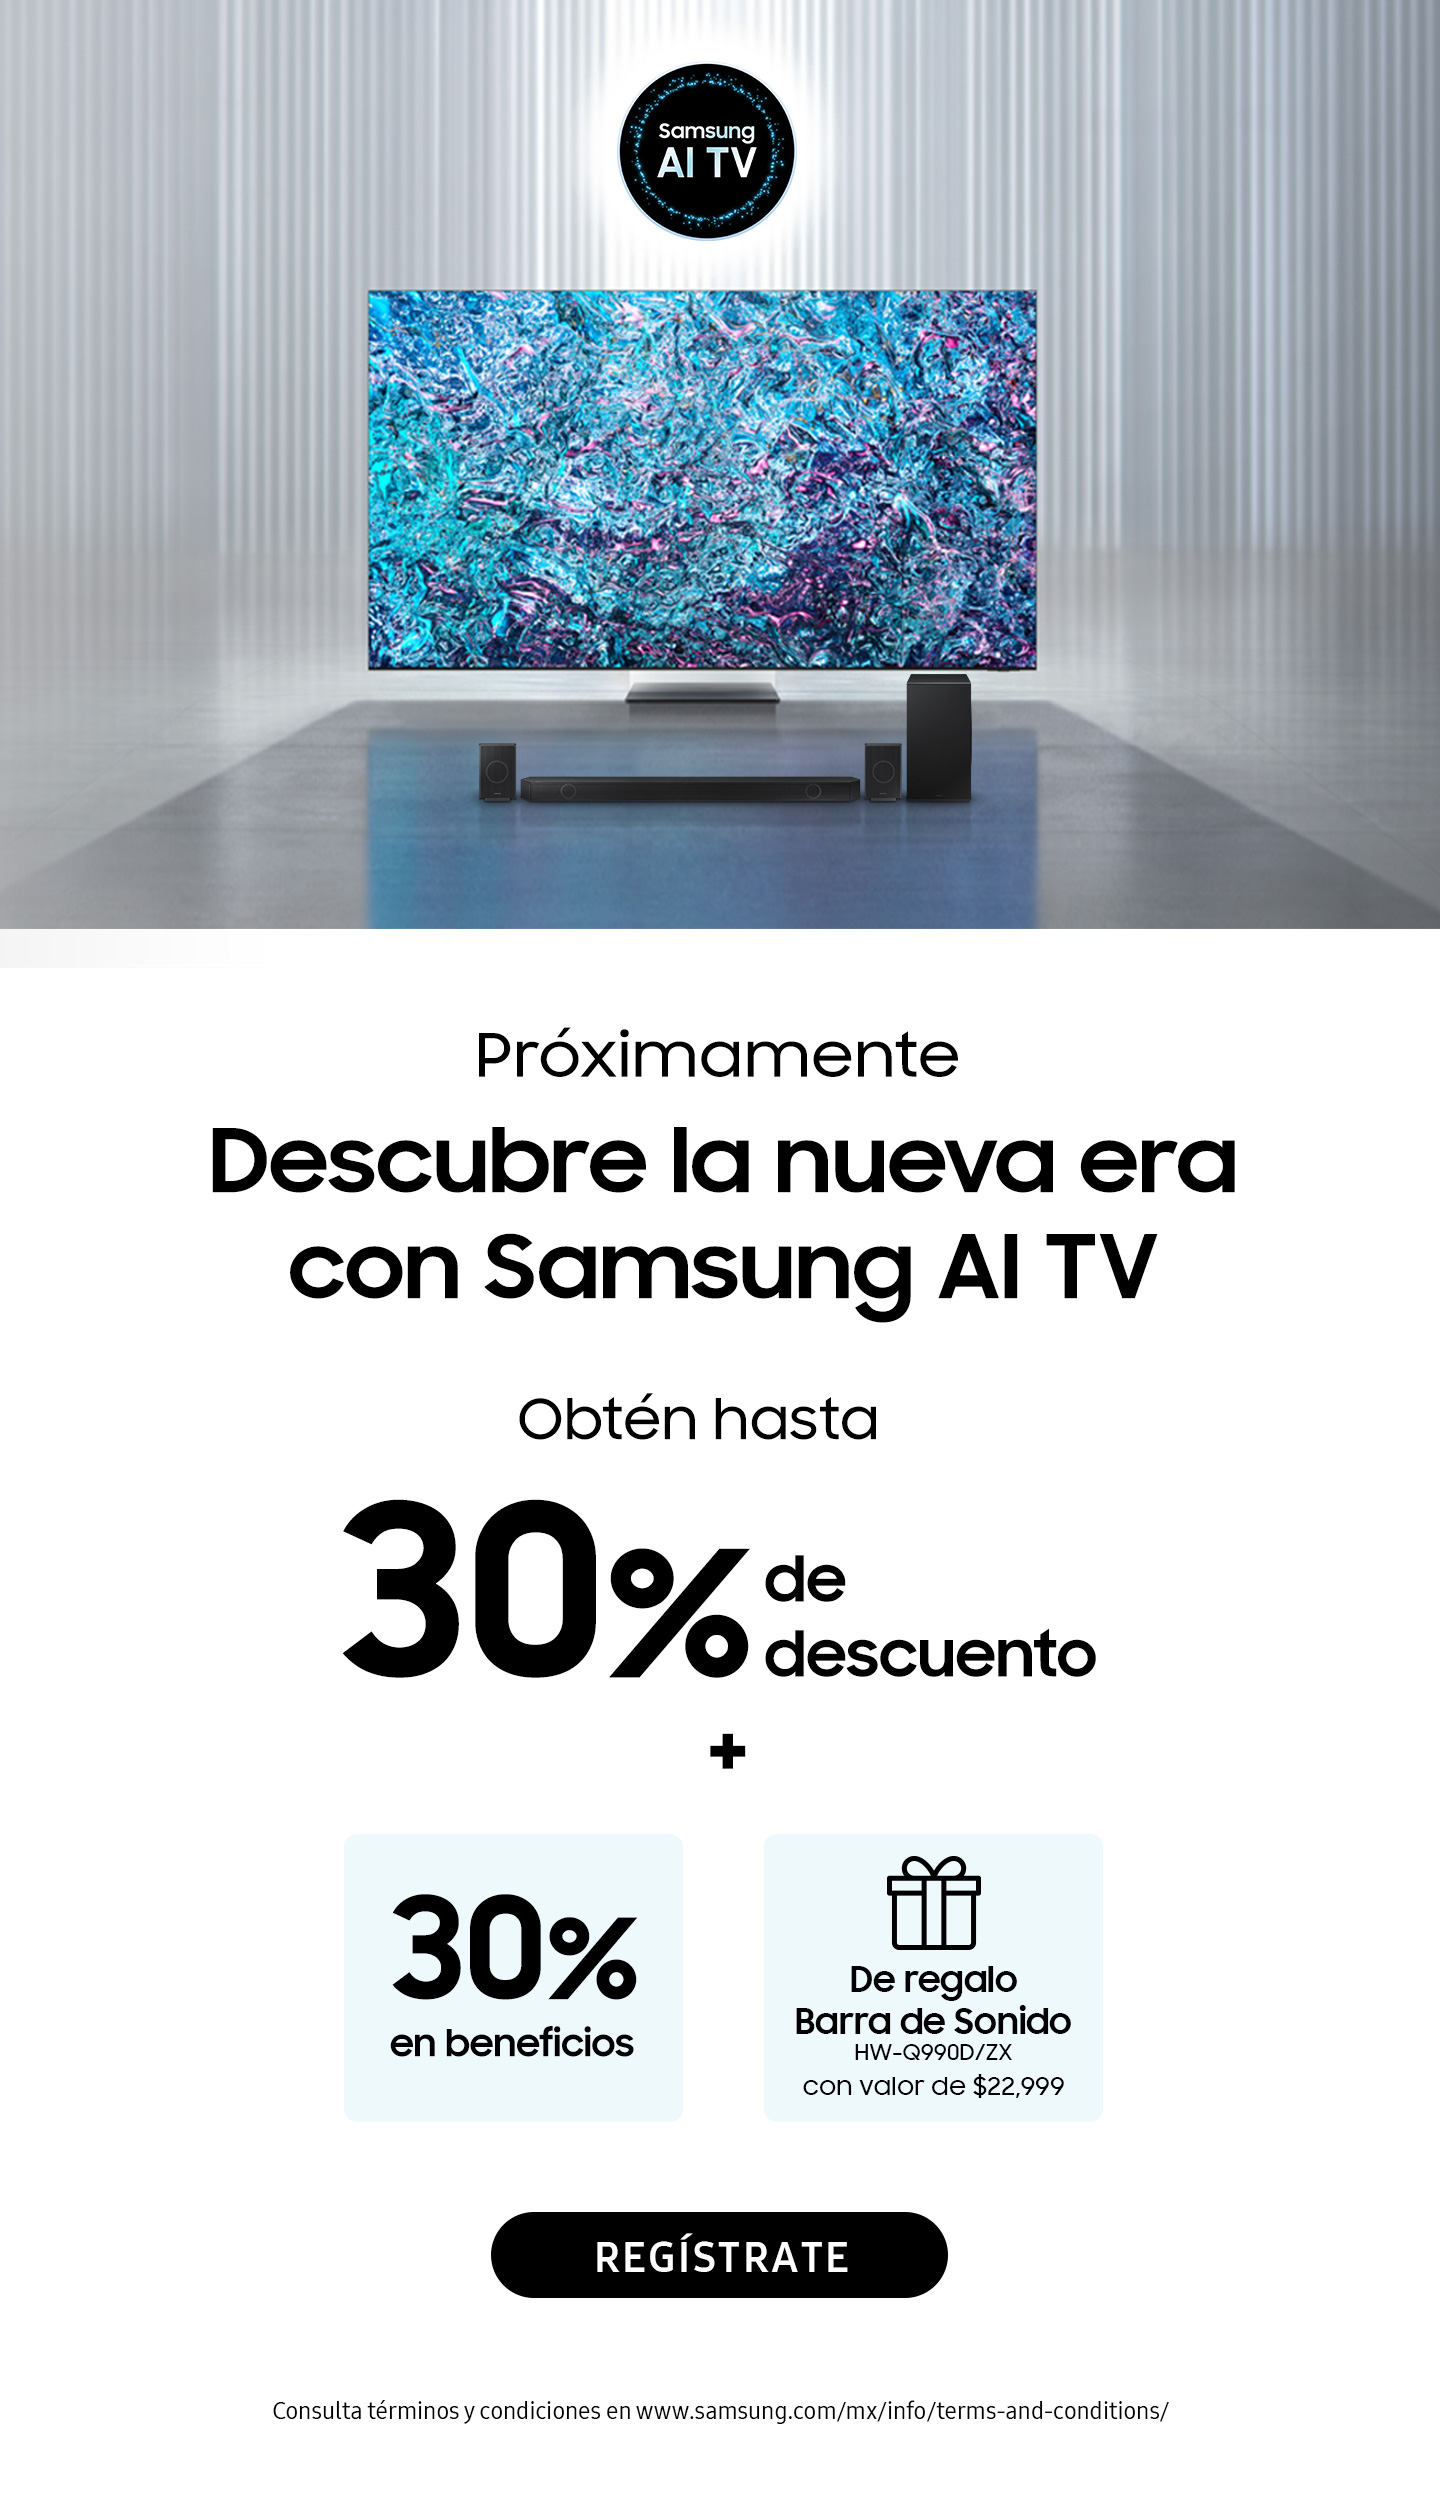 Samsung
AI TV
Próximamente
Descubre la nueva era
con Samsung AI TV
Obtén hasta
30% de
descuento
+
30%
en beneficios
De regalo
Barra de Sonido
HW-Q990D/ZX
con valor de $22,999
REGÍSTRATE
Consulta términos y condiciones en www.samsung.com/mx/info/terms-and-conditions/